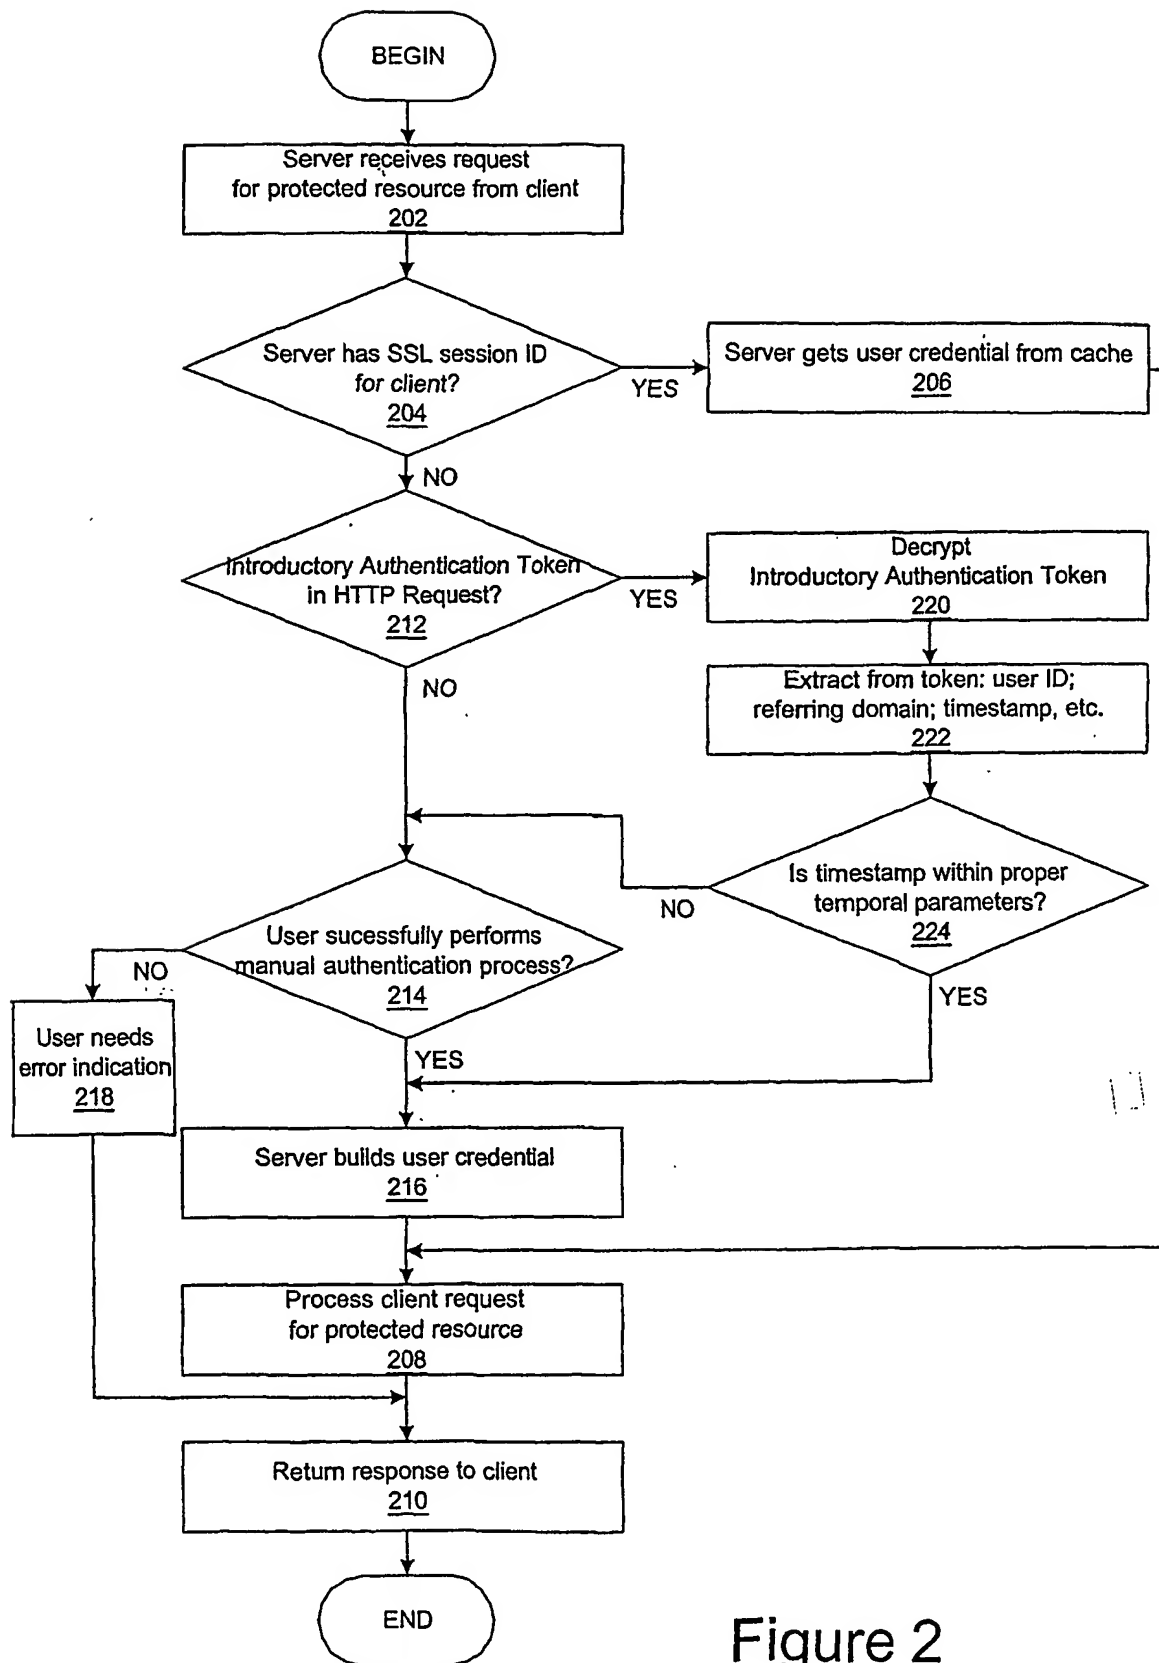 BEGIN
Server receives request
for protected resource from client
202
Server has SSL session ID
for client?
204
YES
Server gets user credential from cache
206
NO
Introductory Authentication Token
in HTTP Request?
212
YES
Decrypt
Introductory Authentication Token
220
NO
Extract from token: user ID;
referring domain; timestamp, etc.
222
Is timestamp within proper
temporal parameters?
224
NO
YES
User sucessfully performs
manual authentication process?
214
NO
YES
User needs
error indication
218
Server builds user credential
216
Process client request
for protected resource
208
Return response to client
210
END
Figure 2